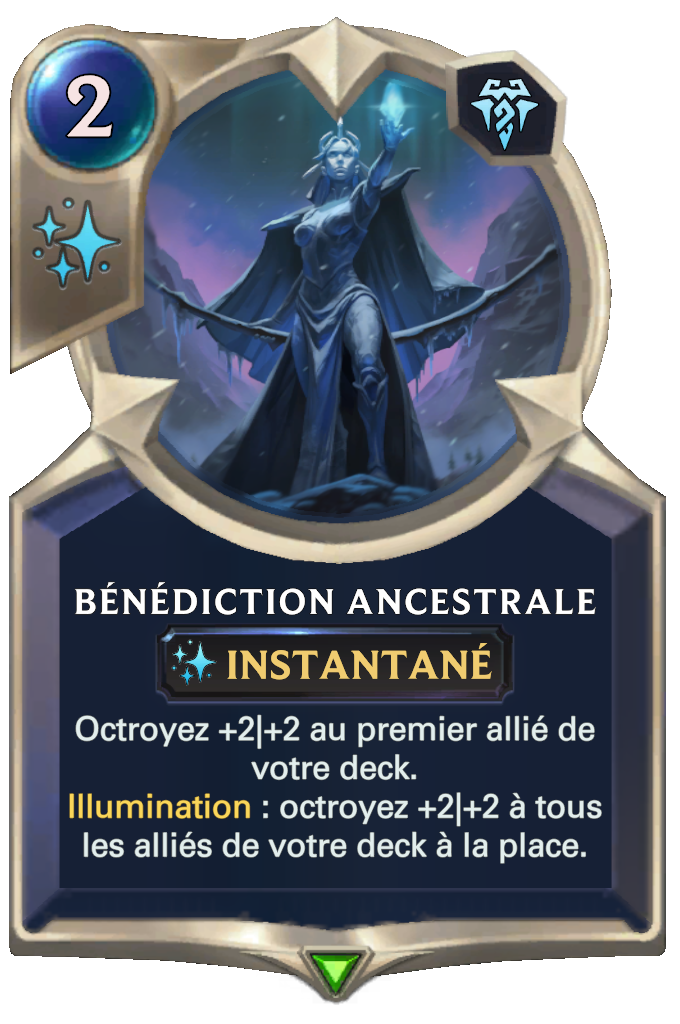 2
BÉNÉDICTION ANCESTRALE
INSTANTANÉ
Octroyez +2|+2 au premier allié de
votre deck.
Illumination : octroyez +2|+2 à tous
les alliés de votre deck à la place.